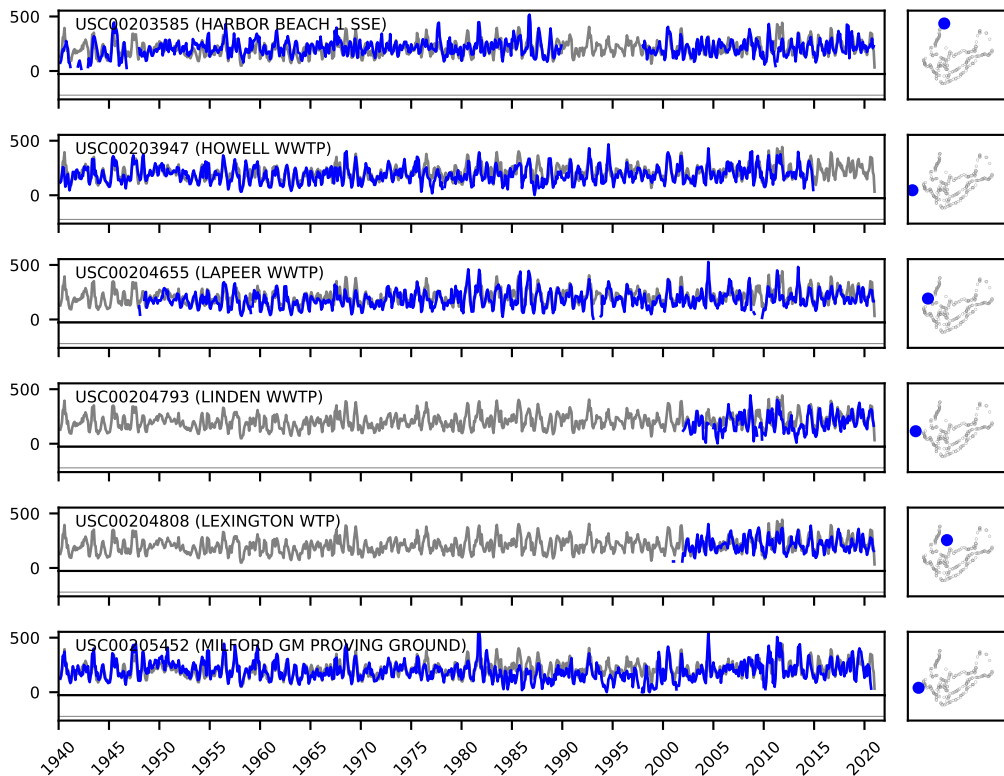 500
USC00203585 (HARBOR BEACH 1 SSE)
0
500
USC00203947 (HOWELL WWTP)
0
500
USC00204655 (LAPEER WWTP)
0
500
USC00204793 (LINDEN WWTP)
0
500
USC00204808 (LEXINGTON WTP)
0
500
USC00205452 (MILFORD GM PROVING GROUND)
0
1940 1945 1950 1955 1960 1965 1970 1975 1980 1985 1990 1995 2000 2005 2010 2015 2020